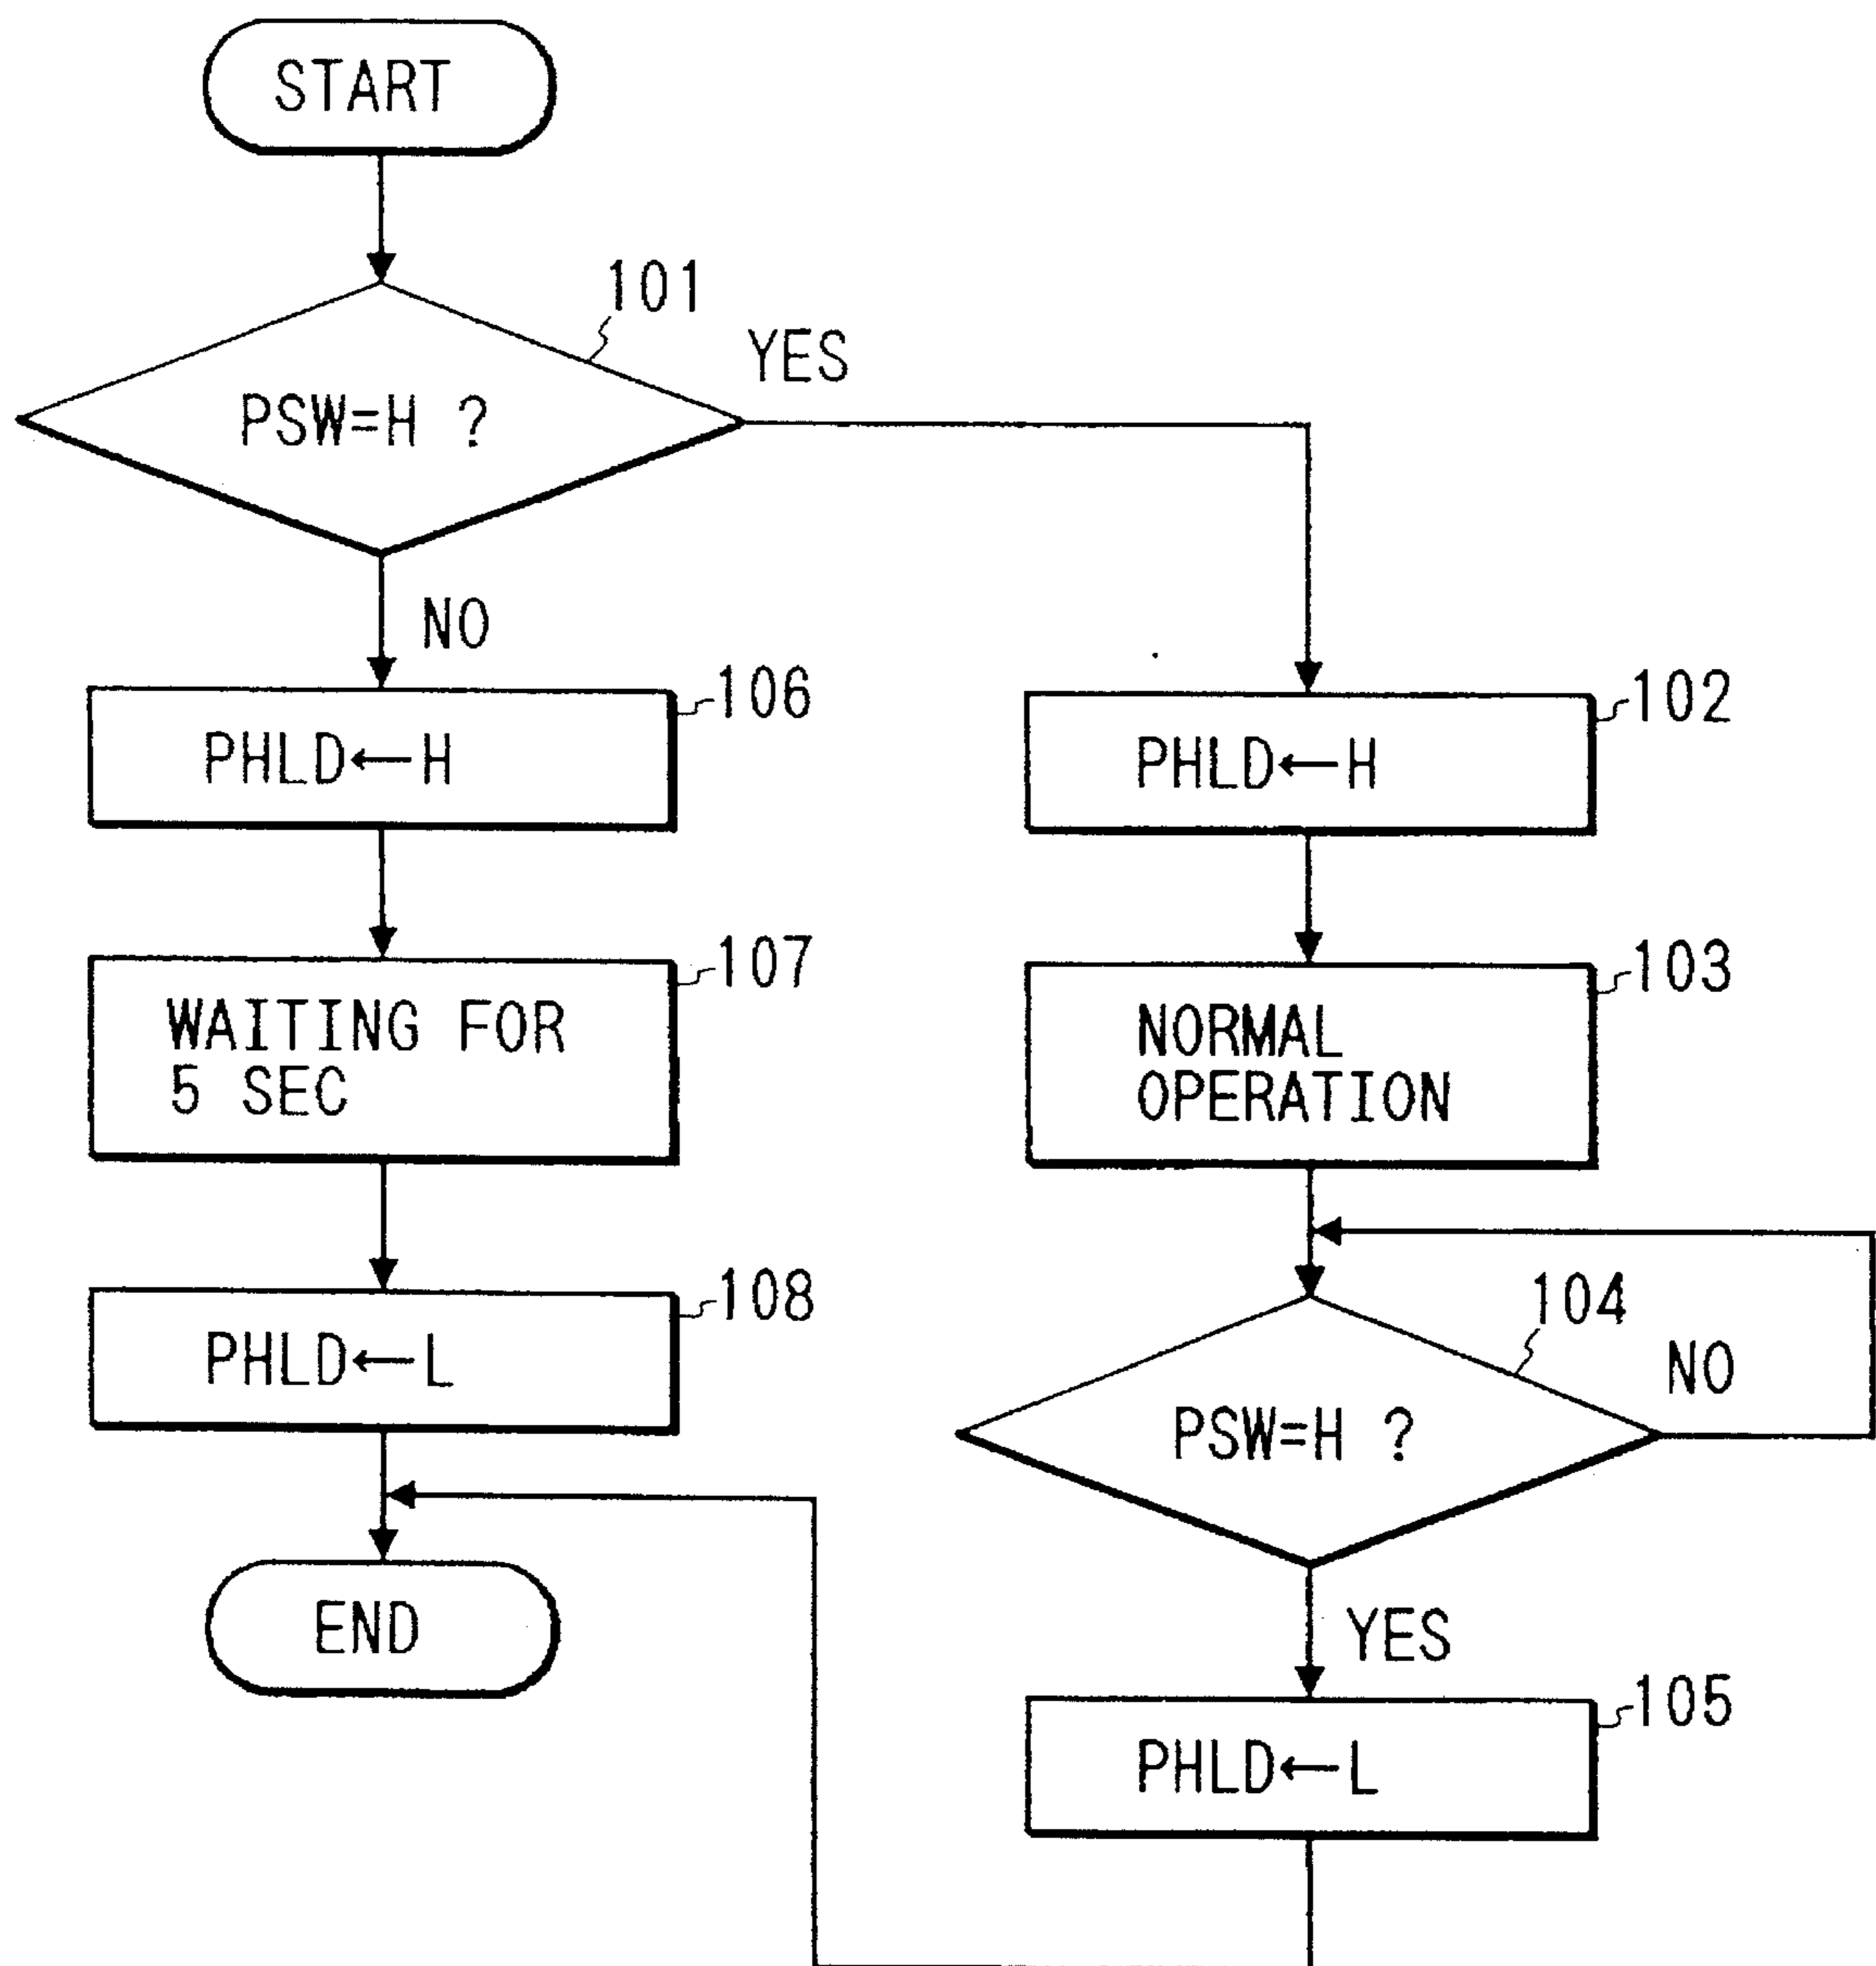 START
101
PSW=H ?
YES
NO
106
PHLD←H
102
PHLD←H
107
WAITING FOR
5 SEC
103
NORMAL
OPERATION
108
PHLD←L
104
PSW=H ?
NO
END
YES
105
PHLD←L